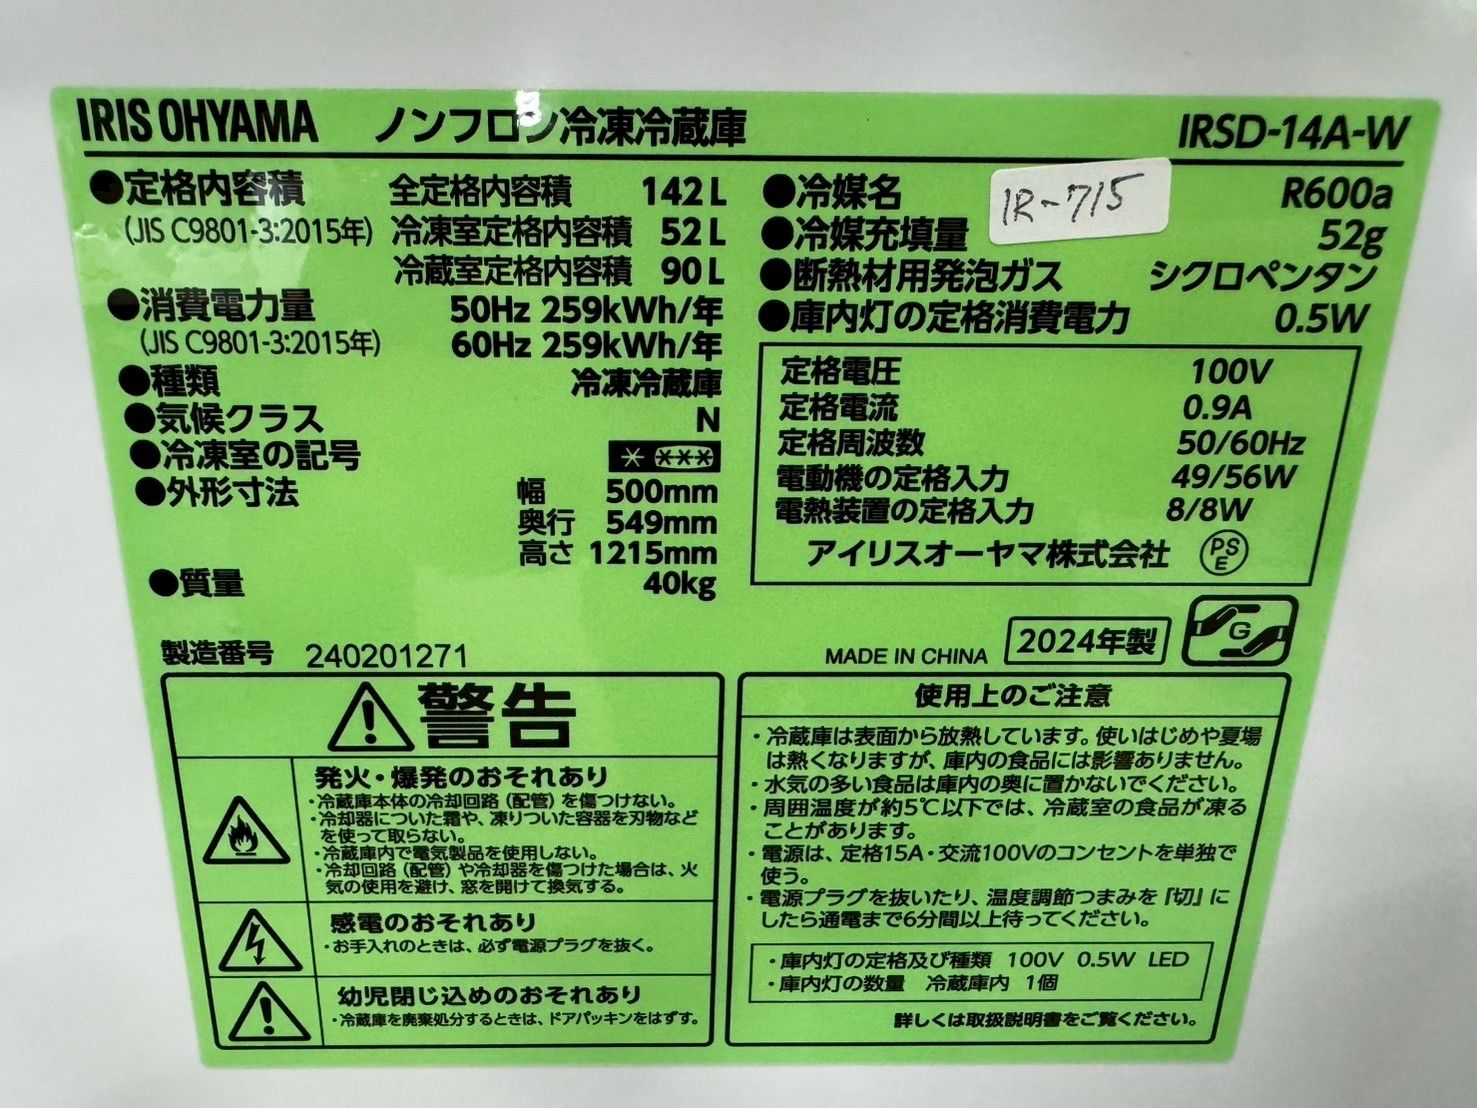 IRIS OHYAMA ノンフロン冷凍冷蔵庫 IRSD-14A-W
●定格内容積 全定格内容積 142L
(JIS C9801-3:2015年) 冷凍室定格内容積 52L
冷蔵室定格内容積 90L
●消費電力量 50Hz 259kWh/年
(JIS C9801-3:2015年) 60Hz 259kWh/年
●種類 冷凍冷蔵庫
●気候クラス N
●冷凍室の記号
●外形寸法 幅 500mm
奥行 549mm
高さ 1215mm
●質量 40kg
製造番号 240201271
●冷媒名 R600a
IR-715
●冷媒充填量 52g
●断熱材用発泡ガス シクロペンタン
●庫内灯の定格消費電力 0.5W
定格電圧 100V
定格電流 0.9A
定格周波数 50/60Hz
電動機の定格入力 49/56W
電熱装置の定格入力 8/8W
アイリスオーヤマ株式会社 PSE
MADE IN CHINA 2024年製 G
警告
発火・爆発のおそれあり
・冷蔵庫本体の冷却回路(配管)を傷つけない。
・冷却器についた霜や、凍りついた容器を刃物など
を使って取らない。
・冷蔵庫内で電気製品を使用しない。
・冷却回路(配管)や冷却器を傷つけた場合は、火
気の使用を避け、窓を開けて換気する。
感電のおそれあり
・お手入れのときは、必ず電源プラグを抜く。
幼児閉じ込めのおそれあり
・冷蔵庫を廃棄処分するときは、ドアパッキンをはずす。
使用上のご注意
・冷蔵庫は表面から放熱しています。使いはじめや夏場
は熱くなりますが、庫内の食品には影響ありません。
・水気の多い食品は庫内の奥に置かないでください。
・周囲温度が約5℃以下では、冷蔵室の食品が凍る
ことがあります。
・電源は、定格15A・交流100Vのコンセントを単独で
使う。
・電源プラグを抜いたり、温度調節つまみを「切」に
したら通電まで6分間以上待ってください。
・庫内灯の定格及び種類 100V 0.5W LED
・庫内灯の数量 冷蔵庫内 1個
詳しくは取扱説明書をご覧ください。